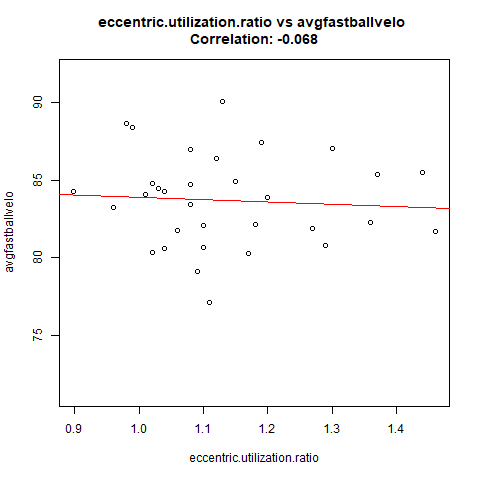 eccentric.utilization.ratio vs avgfastballvelo
Correlation: -0.068
avgfastballvelo
90
85
80
75
0.9 1.0 1.1 1.2 1.3 1.4
eccentric.utilization.ratio